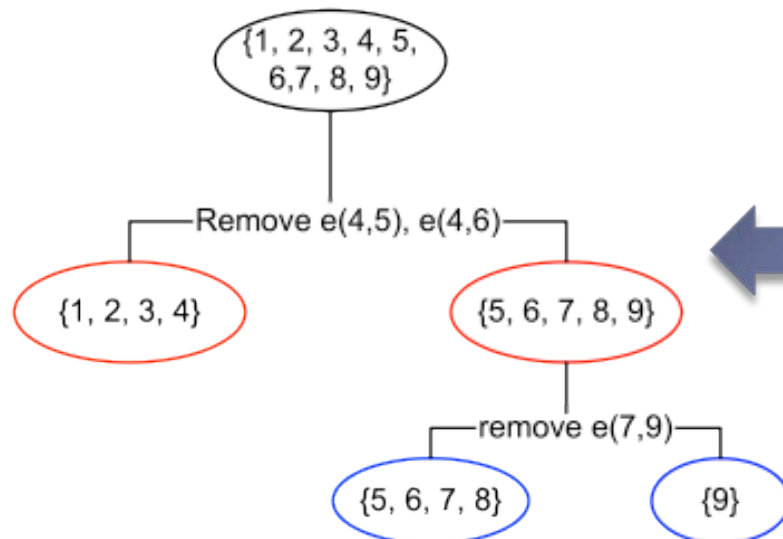 {1, 2, 3, 4, 5,
6,7, 8, 9}
Remove e(4,5), e(4,6)
{1, 2, 3, 4}
{5, 6, 7, 8, 9}
remove e(7,9)
{5, 6, 7, 8}
{9}